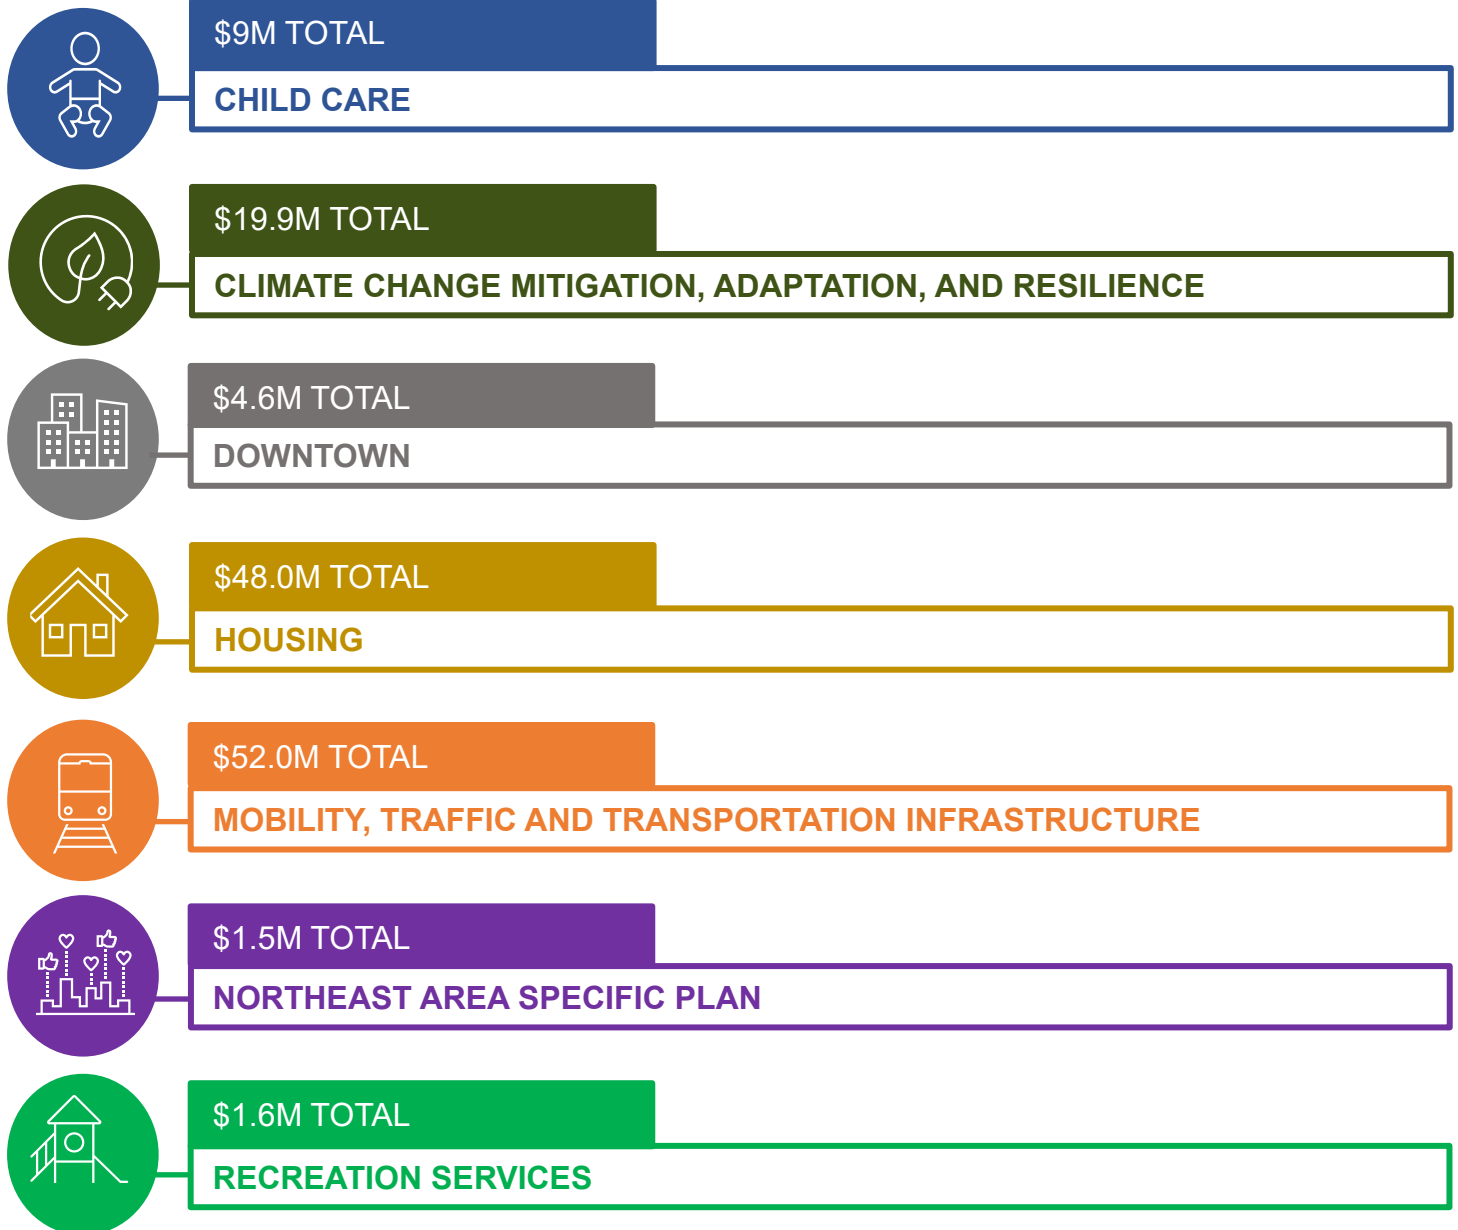 $9M TOTAL
CHILD CARE
$19.9M TOTAL
CLIMATE CHANGE MITIGATION, ADAPTATION, AND RESILIENCE
$4.6M TOTAL
DOWNTOWN
$48.0M TOTAL
HOUSING
$52.0M TOTAL
MOBILITY, TRAFFIC AND TRANSPORTATION INFRASTRUCTURE
$1.5M TOTAL
NORTHEAST AREA SPECIFIC PLAN
$1.6M TOTAL
RECREATION SERVICES